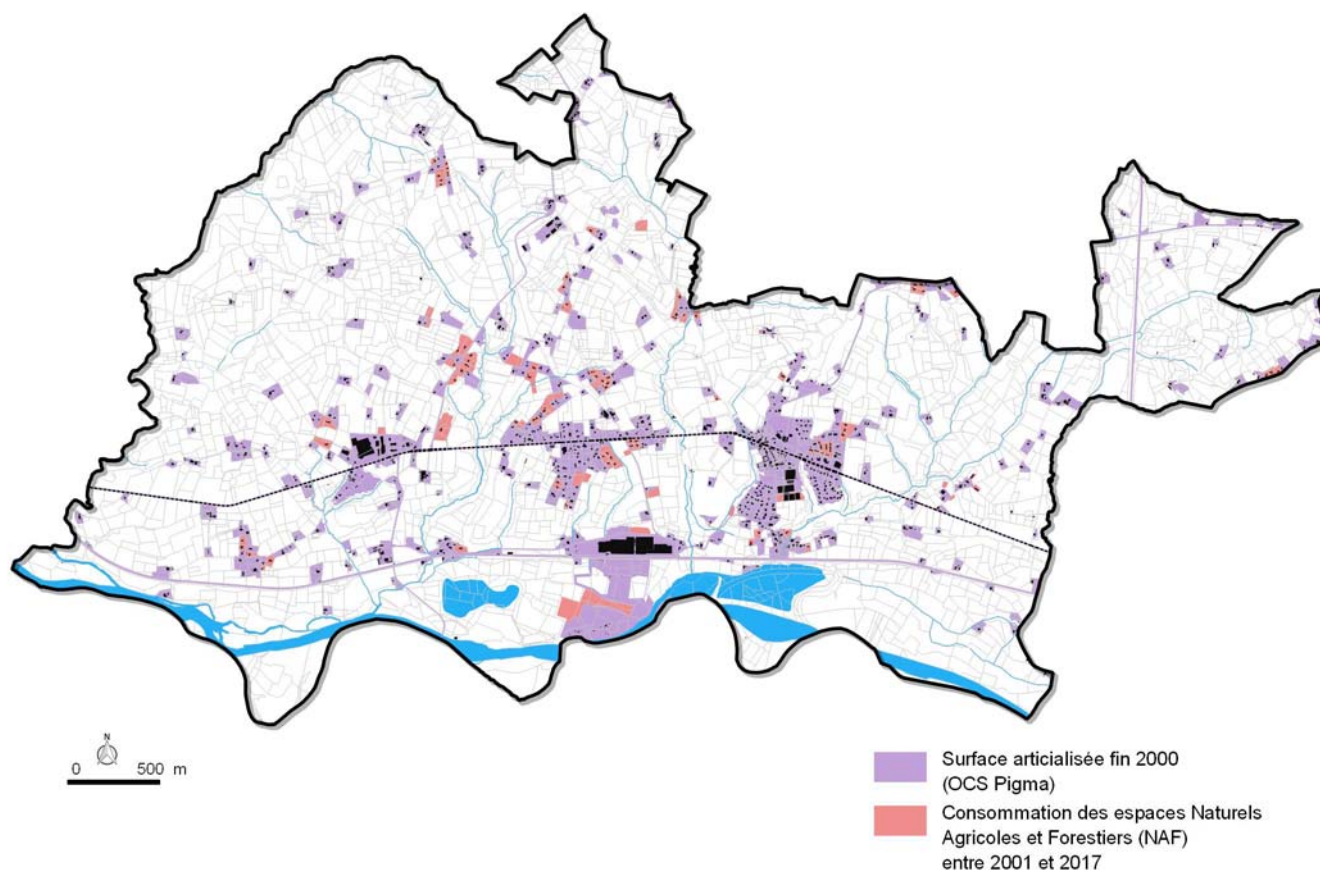 N
0 500 m
Surface articialisée fin 2000
(OCS Pigma)
Consommation des espaces Naturels
Agricoles et Forestiers (NAF)
entre 2001 et 2017